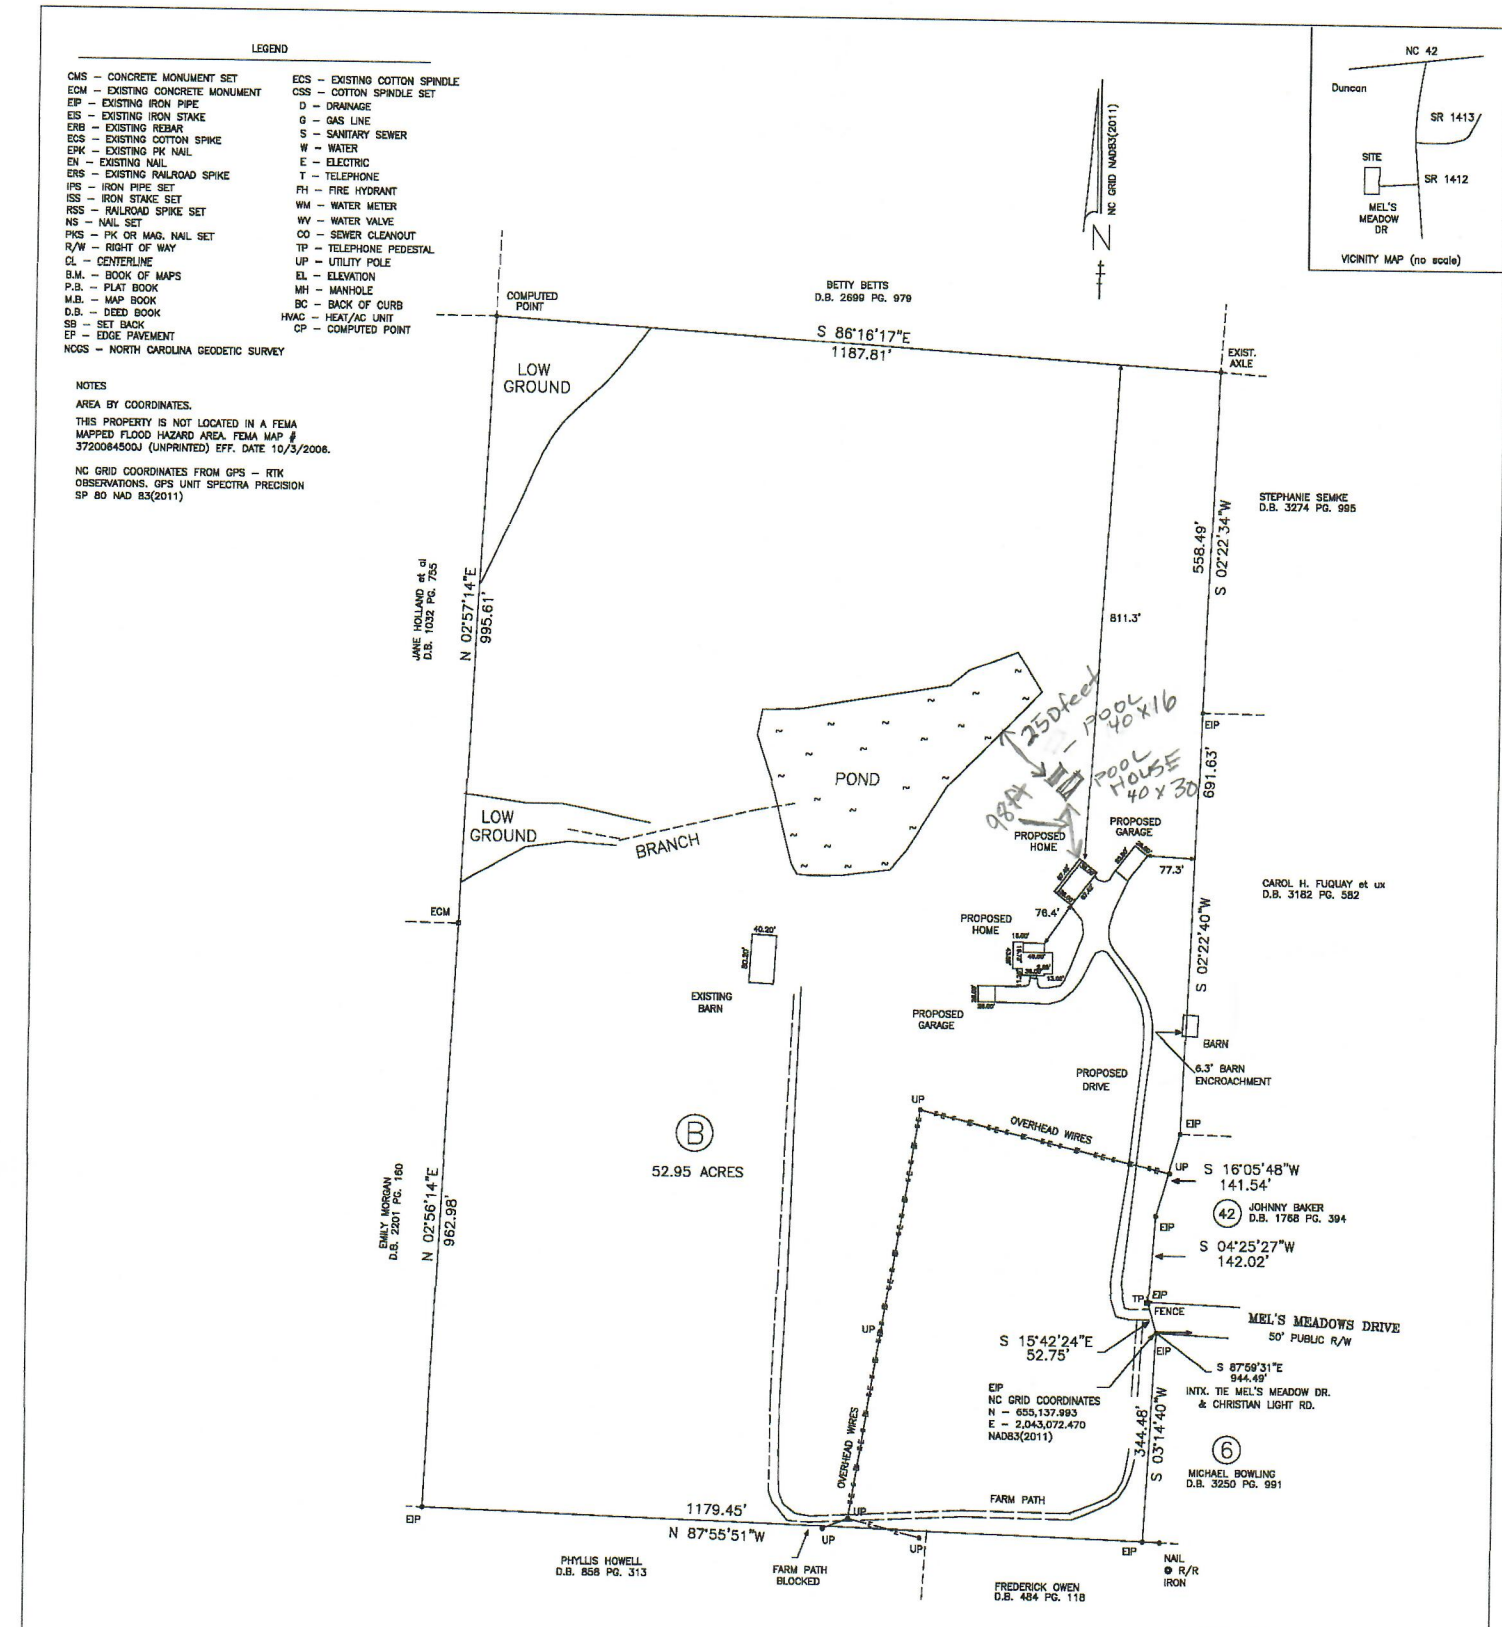 LEGEND
CMS – CONCRETE MONUMENT SET
ECM – EXISTING CONCRETE MONUMENT
EIP – EXISTING IRON PIPE
EIS – EXISTING IRON STAKE
ERB – EXISTING REBAR
ECS – EXISTING COTTON SPIKE
EPK – EXISTING PK NAIL
EN – EXISTING NAIL
ERS – EXISTING RAILROAD SPIKE
IPS – IRON PIPE SET
ISS – IRON STAKE SET
RSS – RAILROAD SPIKE SET
NS – NAIL SET
PKS – PK OR MAG. NAIL SET
R/W – RIGHT OF WAY
CL – CENTERLINE
B.M. – BOOK OF MAPS
P.B. – PLAT BOOK
M.B. – MAP BOOK
D.B. – DEED BOOK
SB – SET BACK
EP – EDGE PAVEMENT
NCGS – NORTH CAROLINA GEODETIC SURVEY
ECS – EXISTING COTTON SPINDLE
CSS – COTTON SPINDLE SET
D – DRAINAGE
G – GAS LINE
S – SANITARY SEWER
W – WATER
E – ELECTRIC
T – TELEPHONE
FH – FIRE HYDRANT
WM – WATER METER
WV – WATER VALVE
CO – SEWER CLEANOUT
TP – TELEPHONE PEDESTAL
UP – UTILITY POLE
EL – ELEVATION
MH – MANHOLE
BC – BACK OF CURB
HVAC – HEAT/AC UNIT
CP – COMPUTED POINT
NOTES
AREA BY COORDINATES.
THIS PROPERTY IS NOT LOCATED IN A FEMA
MAPPED FLOOD HAZARD AREA. FEMA MAP #
3720064500J (UNPRINTED) EFF. DATE 10/3/2006.
NC GRID COORDINATES FROM GPS – RTK
OBSERVATIONS. GPS UNIT SPECTRA PRECISION
SP 80 NAD 83(2011)
NC GRID NAD83(2011)
N
NC 42
Duncan
SR 1413
SITE
SR 1412
MEL'S
MEADOW
DR
VICINITY MAP (no scale)
COMPUTED
POINT
BETTY BETTS
D.B. 2699 PG. 979
S 86°16'17"E
1187.81'
EXIST.
AXLE
LOW
GROUND
STEPHANIE SEMKE
D.B. 3274 PG. 995
558.49'
S 02°22'34"W
JANE HOLLAND et al
D.B. 1032 PG. 755
N 02°57'14"E
995.61'
811.3'
250 feet
POOL
40 x 16
EIP
POOL
HOUSE
40 x 30
98 ft
691.63'
POND
LOW
GROUND
BRANCH
PROPOSED
HOME
PROPOSED
GARAGE
77.3'
CAROL H. FUQUAY et ux
D.B. 3182 PG. 582
ECM
76.4'
PROPOSED
HOME
40.20'
EXISTING
BARN
PROPOSED
GARAGE
S 02°22'40"W
BARN
6.3' BARN
ENCROACHMENT
PROPOSED
DRIVE
UP
OVERHEAD WIRES
EIP
B
52.95 ACRES
UP
S 16°05'48"W
141.54'
EMILY MORGAN
D.B. 2201 PG. 160
N 02°56'14"E
962.98'
42
JOHNNY BAKER
D.B. 1768 PG. 394
EIP
S 04°25'27"W
142.02'
TP
EIP
FENCE
MEL'S MEADOWS DRIVE
50' PUBLIC R/W
UP
S 15°42'24"E
52.75'
EIP
S 87°59'31"E
944.49'
INTX. TIE MEL'S MEADOW DR.
& CHRISTIAN LIGHT RD.
EIP
NC GRID COORDINATES
N – 655,137.993
E – 2,043,072.470
NAD83(2011)
344.48'
S 03°14'40"W
OVERHEAD WIRES
6
MICHAEL BOWLING
D.B. 3250 PG. 991
FARM PATH
EIP
1179.45'
N 87°55'51"W
UP
UP
UP
EIP
NAIL
@ R/R
IRON
PHYLLIS HOWELL
D.B. 858 PG. 313
FARM PATH
BLOCKED
FREDERICK OWEN
D.B. 484 PG. 118